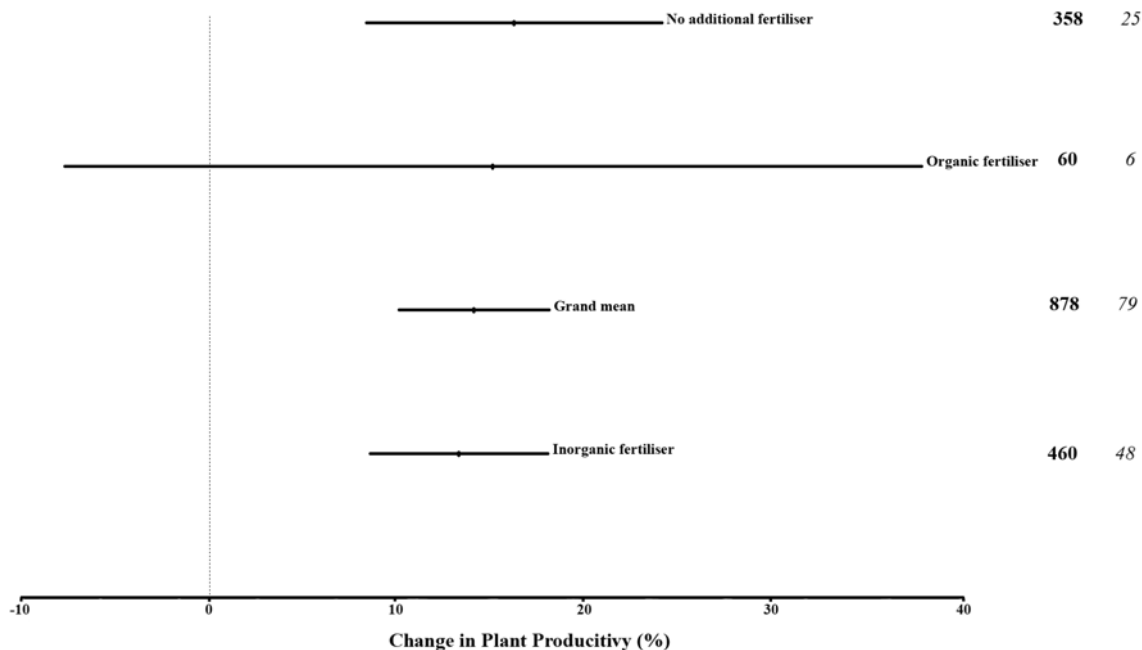 No additional fertiliser 358 25
Organic fertiliser 60 6
Grand mean 878 79
Inorganic fertiliser 460 48
-10 0 10 20 30 40
Change in Plant Producitivy (%)